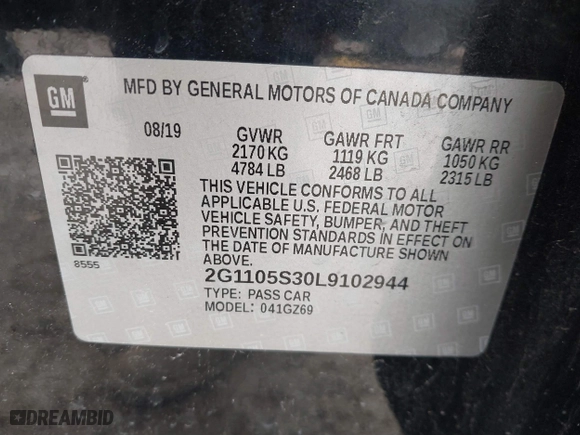 GM
MFD BY GENERAL MOTORS OF CANADA COMPANY
08/19 GVWR GAWR FRT GAWR RR
2170 KG 1119 KG 1050 KG
4784 LB 2468 LB 2315 LB
THIS VEHICLE CONFORMS TO ALL
APPLICABLE U.S. FEDERAL MOTOR
VEHICLE SAFETY, BUMPER, AND THEFT
PREVENTION STANDARDS IN EFFECT ON
THE DATE OF MANUFACTURE SHOWN
ABOVE.
8555
2G1105S30L9102944
TYPE: PASS CAR
MODEL: 041GZ69
DREAMBID